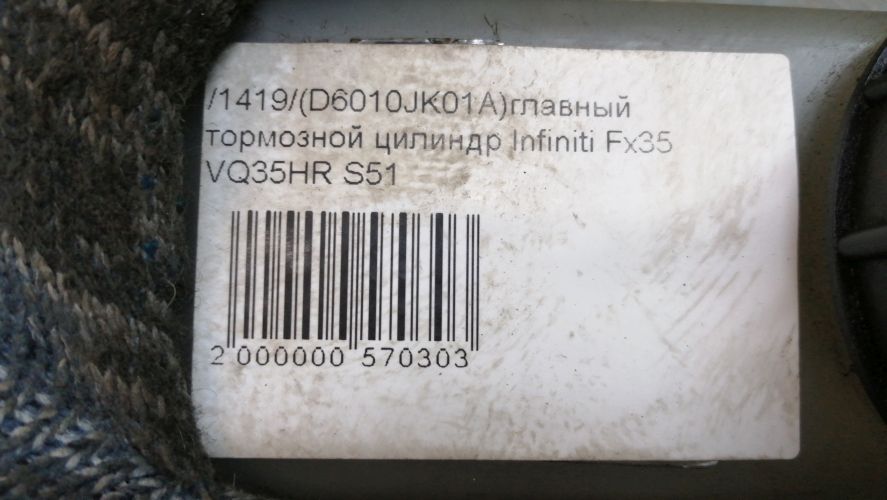 /1419/(D6010JK01A)главный
тормозной цилиндр Infiniti Fx35
VQ35HR S51
2 000000 570303